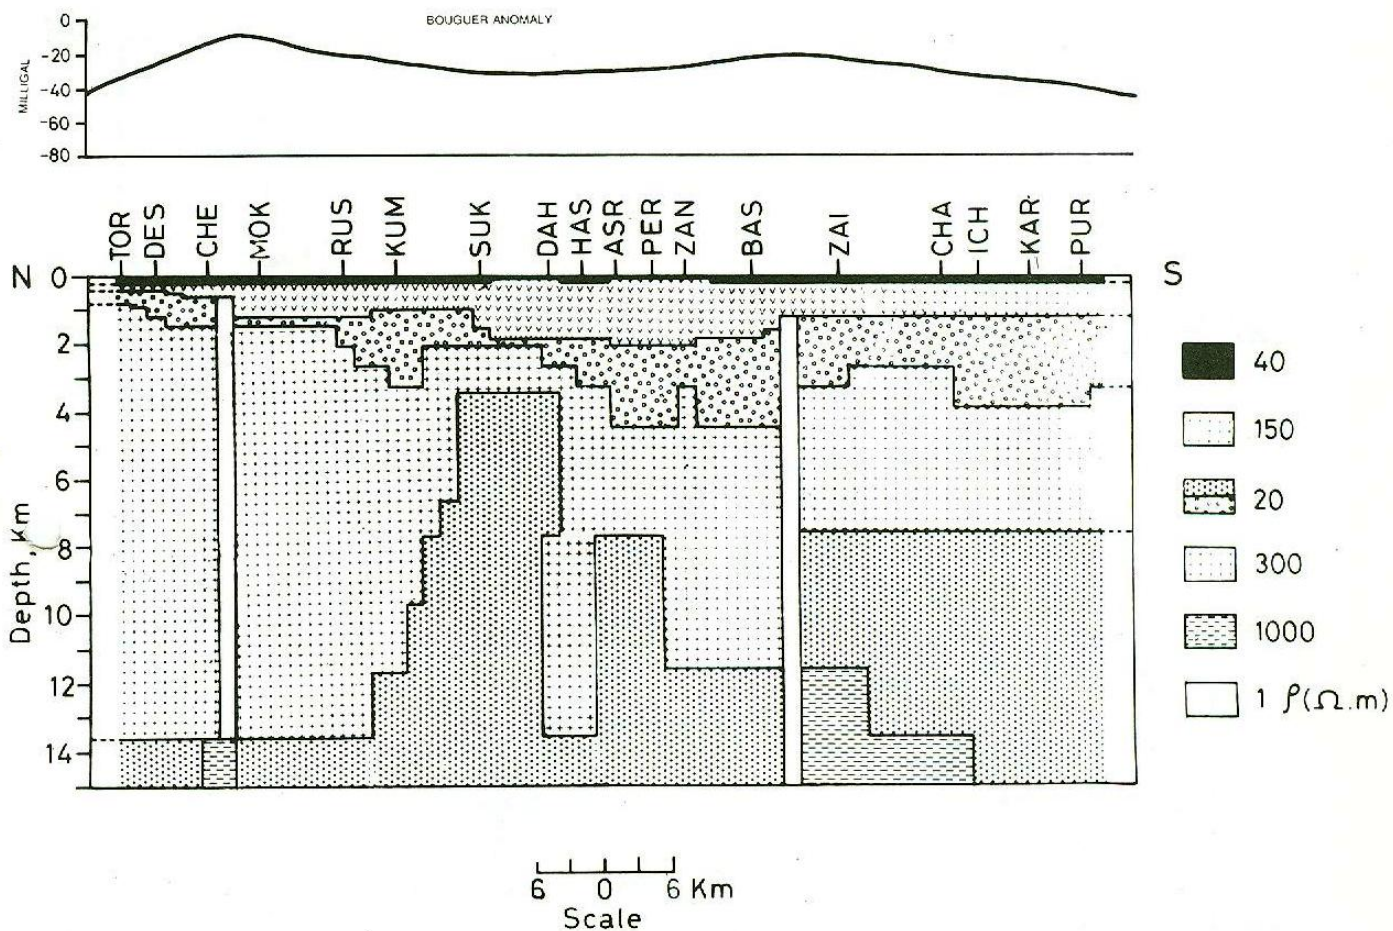 BOUGUER ANOMALY
MILLIGAL
0
-20
-40
-60
-80
TOR DES CHE MOK RUS KUM SUK DAH HAS ASR PER ZAN BAS ZAI CHA ICH KAR PUR
N
S
Depth, Km
0
2
4
6
8
10
12
14
40
150
20
300
1000
1 ρ(Ω.m)
6 0 6 Km
Scale